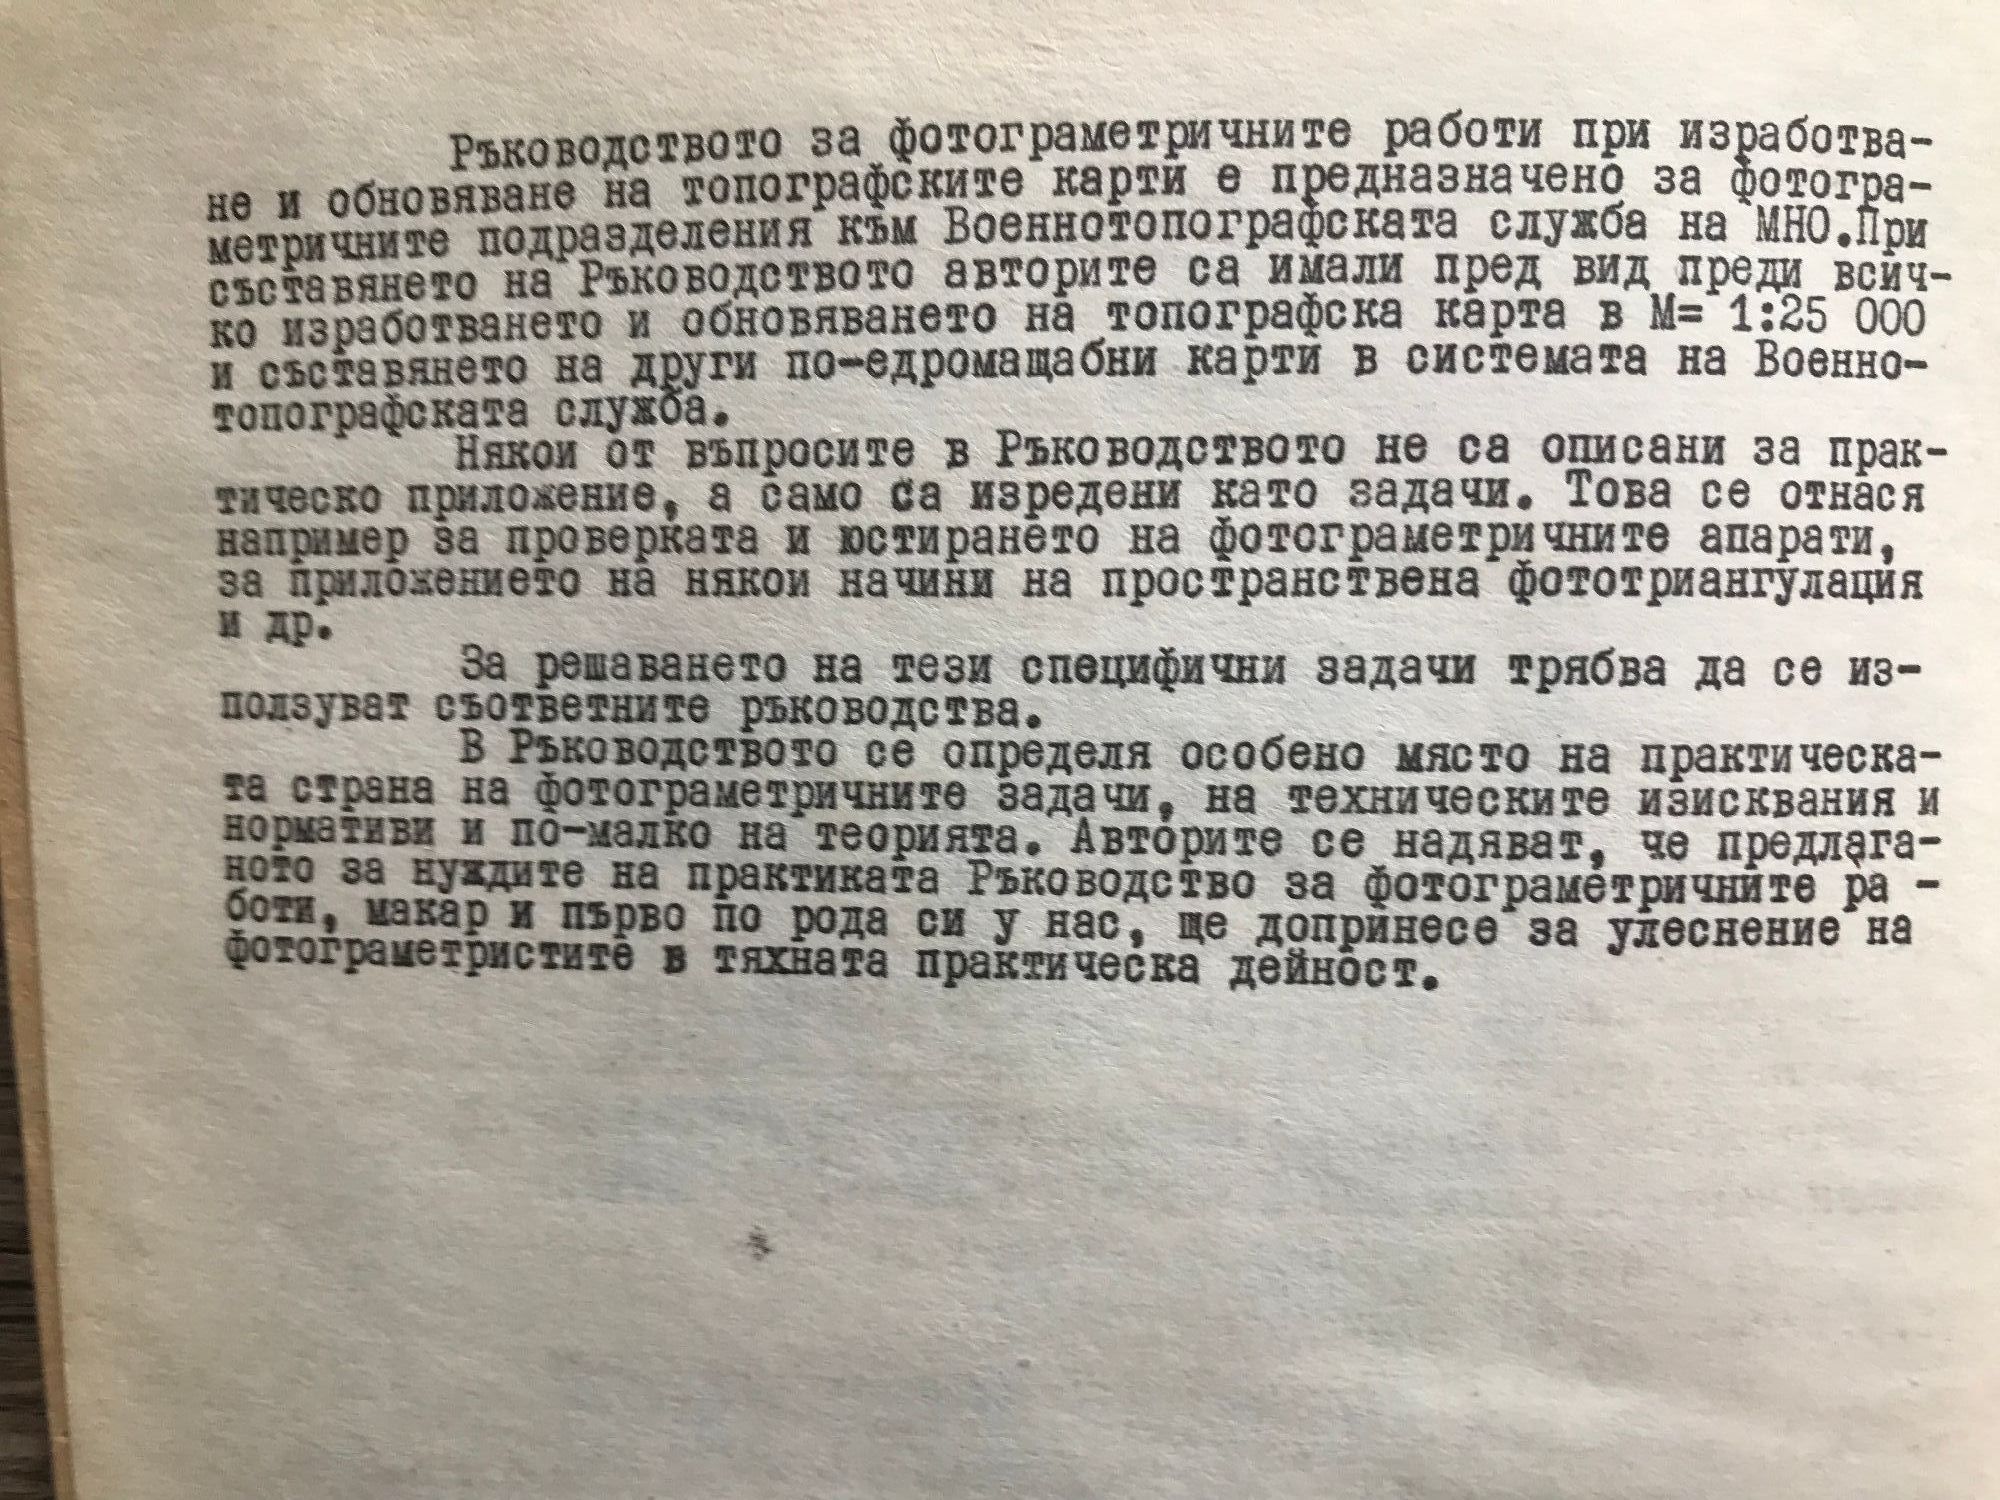 Ръководството за фотограметричните работи при изработва-
не и обновяване на топографските карти е предназначено за фотогра-
метричните подразделения към Военнотопографската служба на МНО.При
съставянето на Ръководството авторите са имали пред вид преди всич-
ко изработването и обновяването на топографска карта в М= 1:25 000
и съставянето на други по-едромащабни карти в системата на Военно-
топографската служба.
Някои от въпросите в Ръководството не са описани за прак-
тическо приложение, а само са изредени като задачи. Това се отнася
например за проверката и юстирането на фотограметричните апарати,
за приложението на някои начини на пространствена фототриангулация
и др.
За решаването на тези специфични задачи трябва да се из-
ползуват съответните ръководства.
В Ръководството се определя особено място на практическа-
та страна на фотограметричните задачи, на техническите изисквания и
нормативи и по-малко на теорията. Авторите се надяват, че предлага-
ното за нуждите на практиката Ръководство за фотограметричните ра -
боти, макар и първо по рода си у нас, ще допринесе за улеснение на
фотограметристите в тяхната практическа дейност.